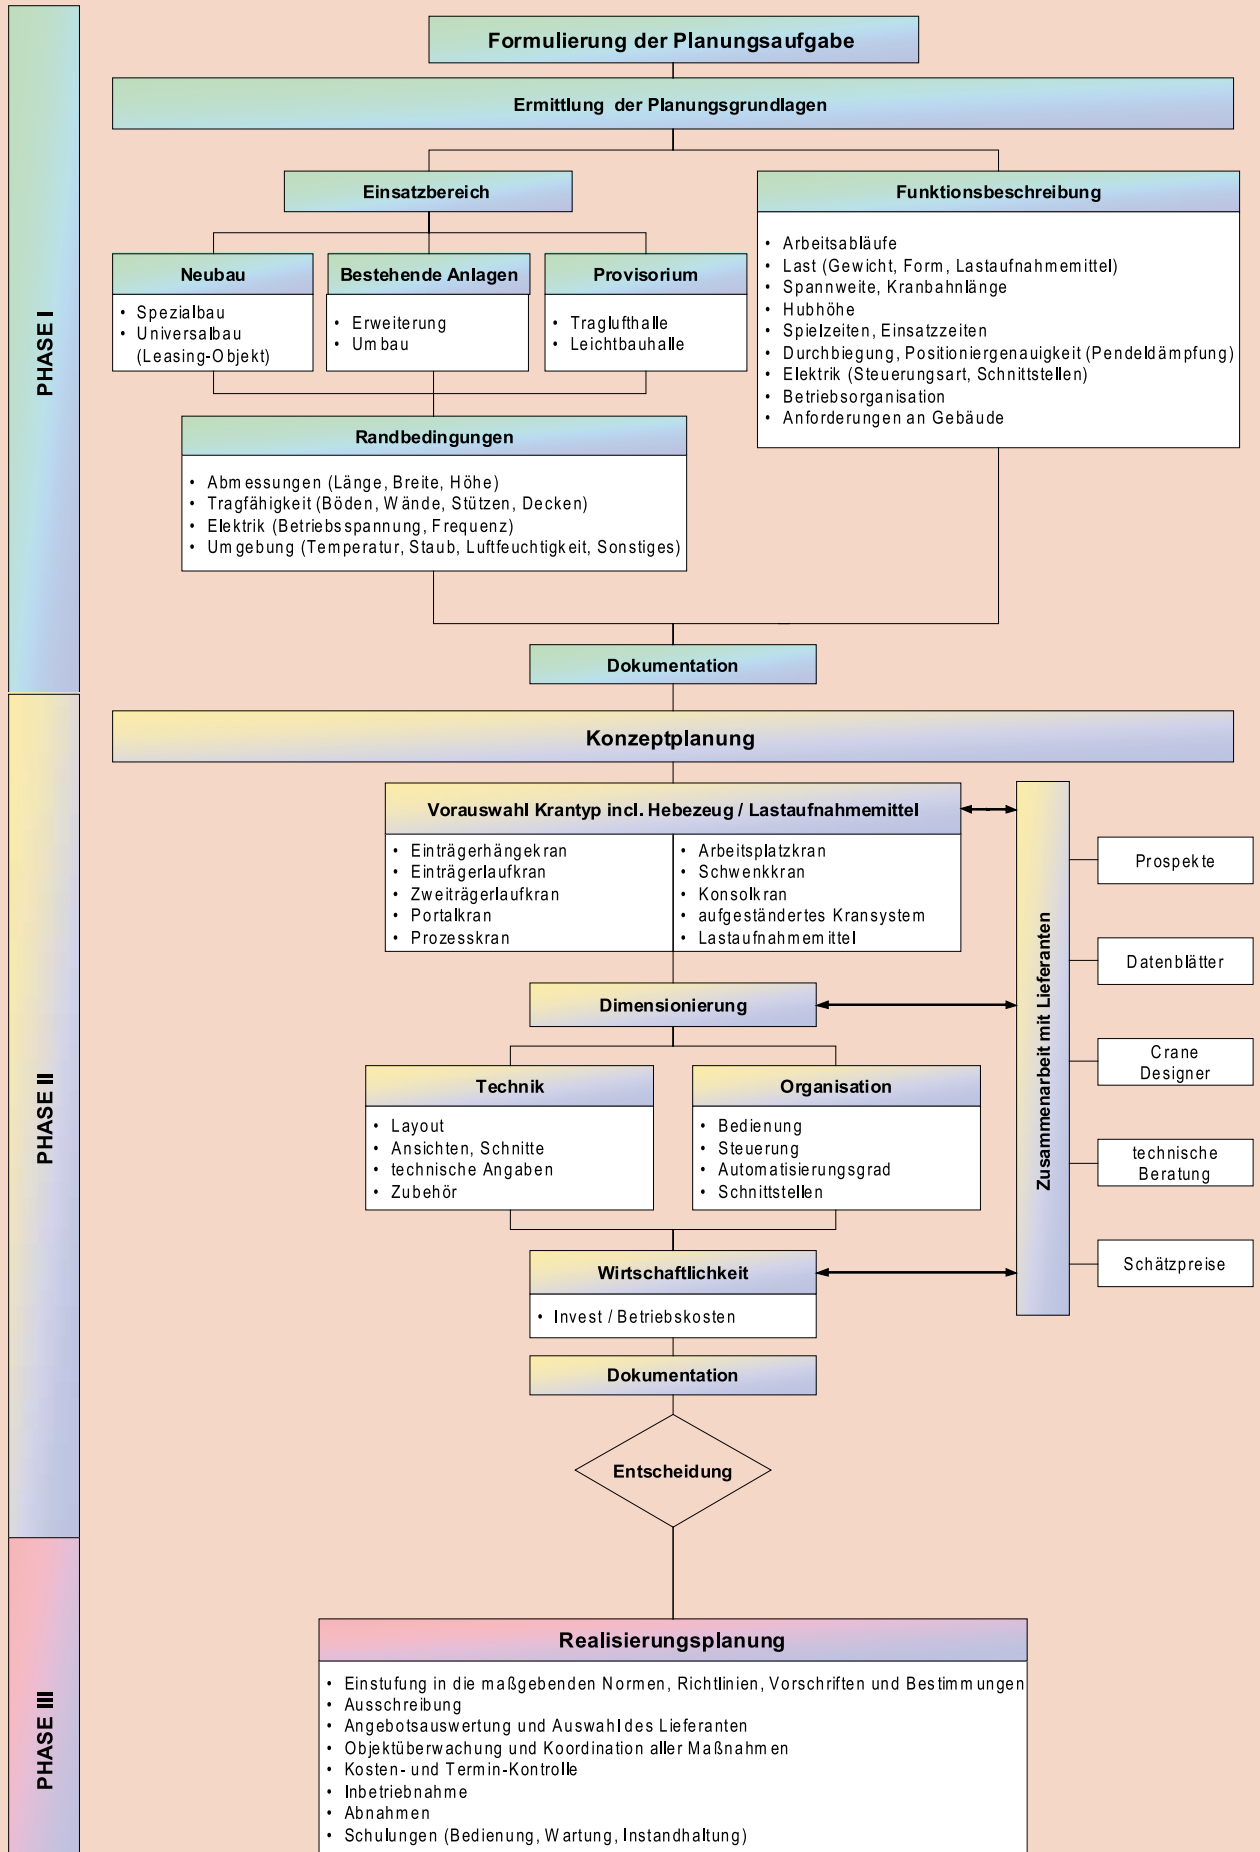 PHASE I
Formulierung der Planungsaufgabe
Ermittlung der Planungsgrundlagen
Einsatzbereich
Neubau
• Spezialbau
• Universalbau
(Leasing-Objekt)
Bestehende Anlagen
• Erweiterung
• Umbau
Provisorium
• Traglufthalle
• Leichtbauhalle
Funktionsbeschreibung
• Arbeitsabläufe
• Last (Gewicht, Form, Lastaufnahmemittel)
• Spannweite, Kranbahnlänge
• Hubhöhe
• Spielzeiten, Einsatzzeiten
• Durchbiegung, Positioniergenauigkeit (Pendeldämpfung)
• Elektrik (Steuerungsart, Schnittstellen)
• Betriebsorganisation
• Anforderungen an Gebäude
Randbedingungen
• Abmessungen (Länge, Breite, Höhe)
• Tragfähigkeit (Böden, Wände, Stützen, Decken)
• Elektrik (Betriebsspannung, Frequenz)
• Umgebung (Temperatur, Staub, Luftfeuchtigkeit, Sonstiges)
Dokumentation
PHASE II
Konzeptplanung
Vorauswahl Krantyp incl. Hebezeug / Lastaufnahmemittel
• Einträgerhängekran
• Einträgerlaufkran
• Zweiträgerlaufkran
• Portalkran
• Prozesskran
• Arbeitsplatzkran
• Schwenkkran
• Konsolkran
• aufgeständertes Kransystem
• Lastaufnahmemittel
Dimensionierung
Technik
• Layout
• Ansichten, Schnitte
• technische Angaben
• Zubehör
Organisation
• Bedienung
• Steuerung
• Automatisierungsgrad
• Schnittstellen
Wirtschaftlichkeit
• Invest / Betriebskosten
Dokumentation
Entscheidung
Zusammenarbeit mit Lieferanten
Prospekte
Datenblätter
Crane
Designer
technische
Beratung
Schätzpreise
PHASE III
Realisierungsplanung
• Einstufung in die maßgebenden Normen, Richtlinien, Vorschriften und Bestimmungen
• Ausschreibung
• Angebotsauswertung und Auswahl des Lieferanten
• Objektüberwachung und Koordination aller Maßnahmen
• Kosten- und Termin-Kontrolle
• Inbetriebnahme
• Abnahmen
• Schulungen (Bedienung, Wartung, Instandhaltung)